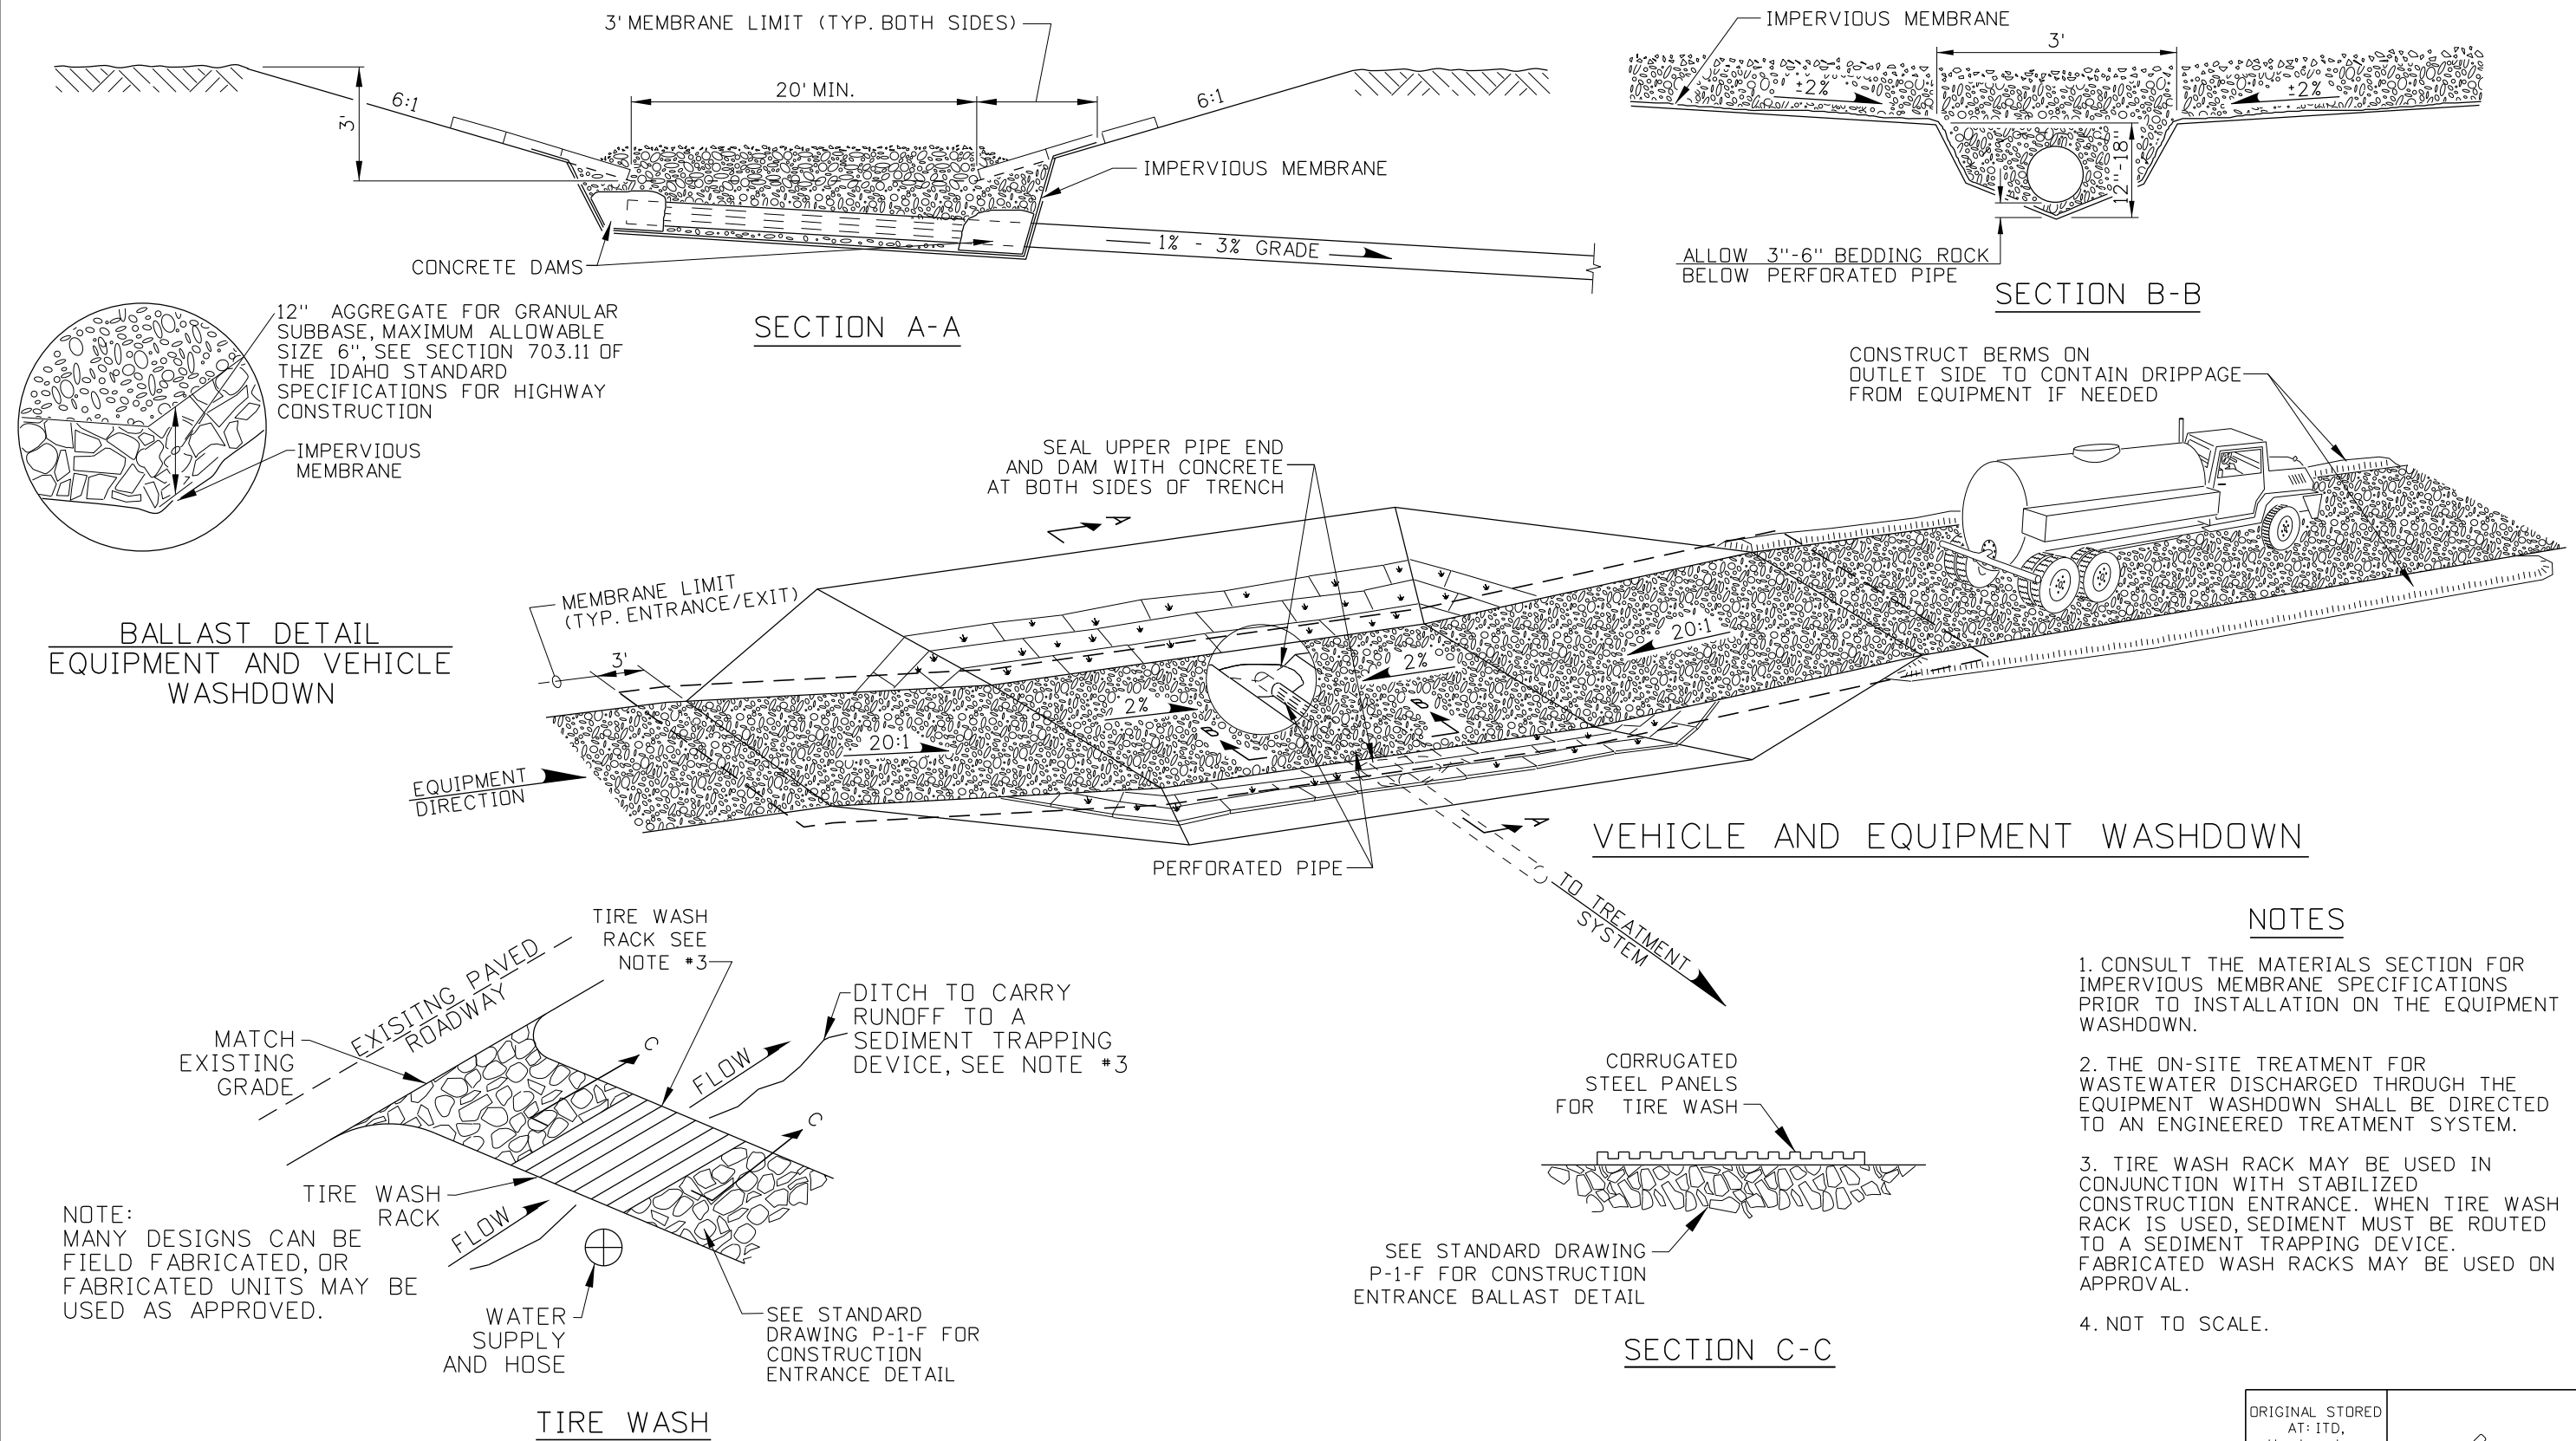 3' MEMBRANE LIMIT (TYP. BOTH SIDES)
20' MIN.
6:1
6:1
3'
IMPERVIOUS MEMBRANE
1% - 3% GRADE
CONCRETE DAMS
SECTION A-A
IMPERVIOUS MEMBRANE
3'
±2%
±2%
12"-18"
ALLOW 3"-6" BEDDING ROCK
BELOW PERFORATED PIPE
SECTION B-B
12" AGGREGATE FOR GRANULAR
SUBBASE, MAXIMUM ALLOWABLE
SIZE 6", SEE SECTION 703.11 OF
THE IDAHO STANDARD
SPECIFICATIONS FOR HIGHWAY
CONSTRUCTION
IMPERVIOUS
MEMBRANE
BALLAST DETAIL
EQUIPMENT AND VEHICLE
WASHDOWN
CONSTRUCT BERMS ON
OUTLET SIDE TO CONTAIN DRIPPAGE
FROM EQUIPMENT IF NEEDED
SEAL UPPER PIPE END
AND DAM WITH CONCRETE
AT BOTH SIDES OF TRENCH
A
MEMBRANE LIMIT
(TYP. ENTRANCE/EXIT)
3'
20:1
2%
2%
20:1
B
B
EQUIPMENT
DIRECTION
A
PERFORATED PIPE
TO TREATMENT
SYSTEM
VEHICLE AND EQUIPMENT WASHDOWN
TIRE WASH
RACK SEE
NOTE #3
EXISITNG PAVED
ROADWAY
MATCH
EXISTING
GRADE
C
C
FLOW
DITCH TO CARRY
RUNOFF TO A
SEDIMENT TRAPPING
DEVICE, SEE NOTE #3
TIRE WASH
RACK
FLOW
NOTE:
MANY DESIGNS CAN BE
FIELD FABRICATED, OR
FABRICATED UNITS MAY BE
USED AS APPROVED.
WATER
SUPPLY
AND HOSE
SEE STANDARD
DRAWING P-1-F FOR
CONSTRUCTION
ENTRANCE DETAIL
TIRE WASH
CORRUGATED
STEEL PANELS
FOR TIRE WASH
SEE STANDARD DRAWING
P-1-F FOR CONSTRUCTION
ENTRANCE BALLAST DETAIL
SECTION C-C
NOTES
1. CONSULT THE MATERIALS SECTION FOR
IMPERVIOUS MEMBRANE SPECIFICATIONS
PRIOR TO INSTALLATION ON THE EQUIPMENT
WASHDOWN.
2. THE ON-SITE TREATMENT FOR
WASTEWATER DISCHARGED THROUGH THE
EQUIPMENT WASHDOWN SHALL BE DIRECTED
TO AN ENGINEERED TREATMENT SYSTEM.
3. TIRE WASH RACK MAY BE USED IN
CONJUNCTION WITH STABILIZED
CONSTRUCTION ENTRANCE. WHEN TIRE WASH
RACK IS USED, SEDIMENT MUST BE ROUTED
TO A SEDIMENT TRAPPING DEVICE.
FABRICATED WASH RACKS MAY BE USED ON
APPROVAL.
4. NOT TO SCALE.
ORIGINAL STORED
AT: ITD,